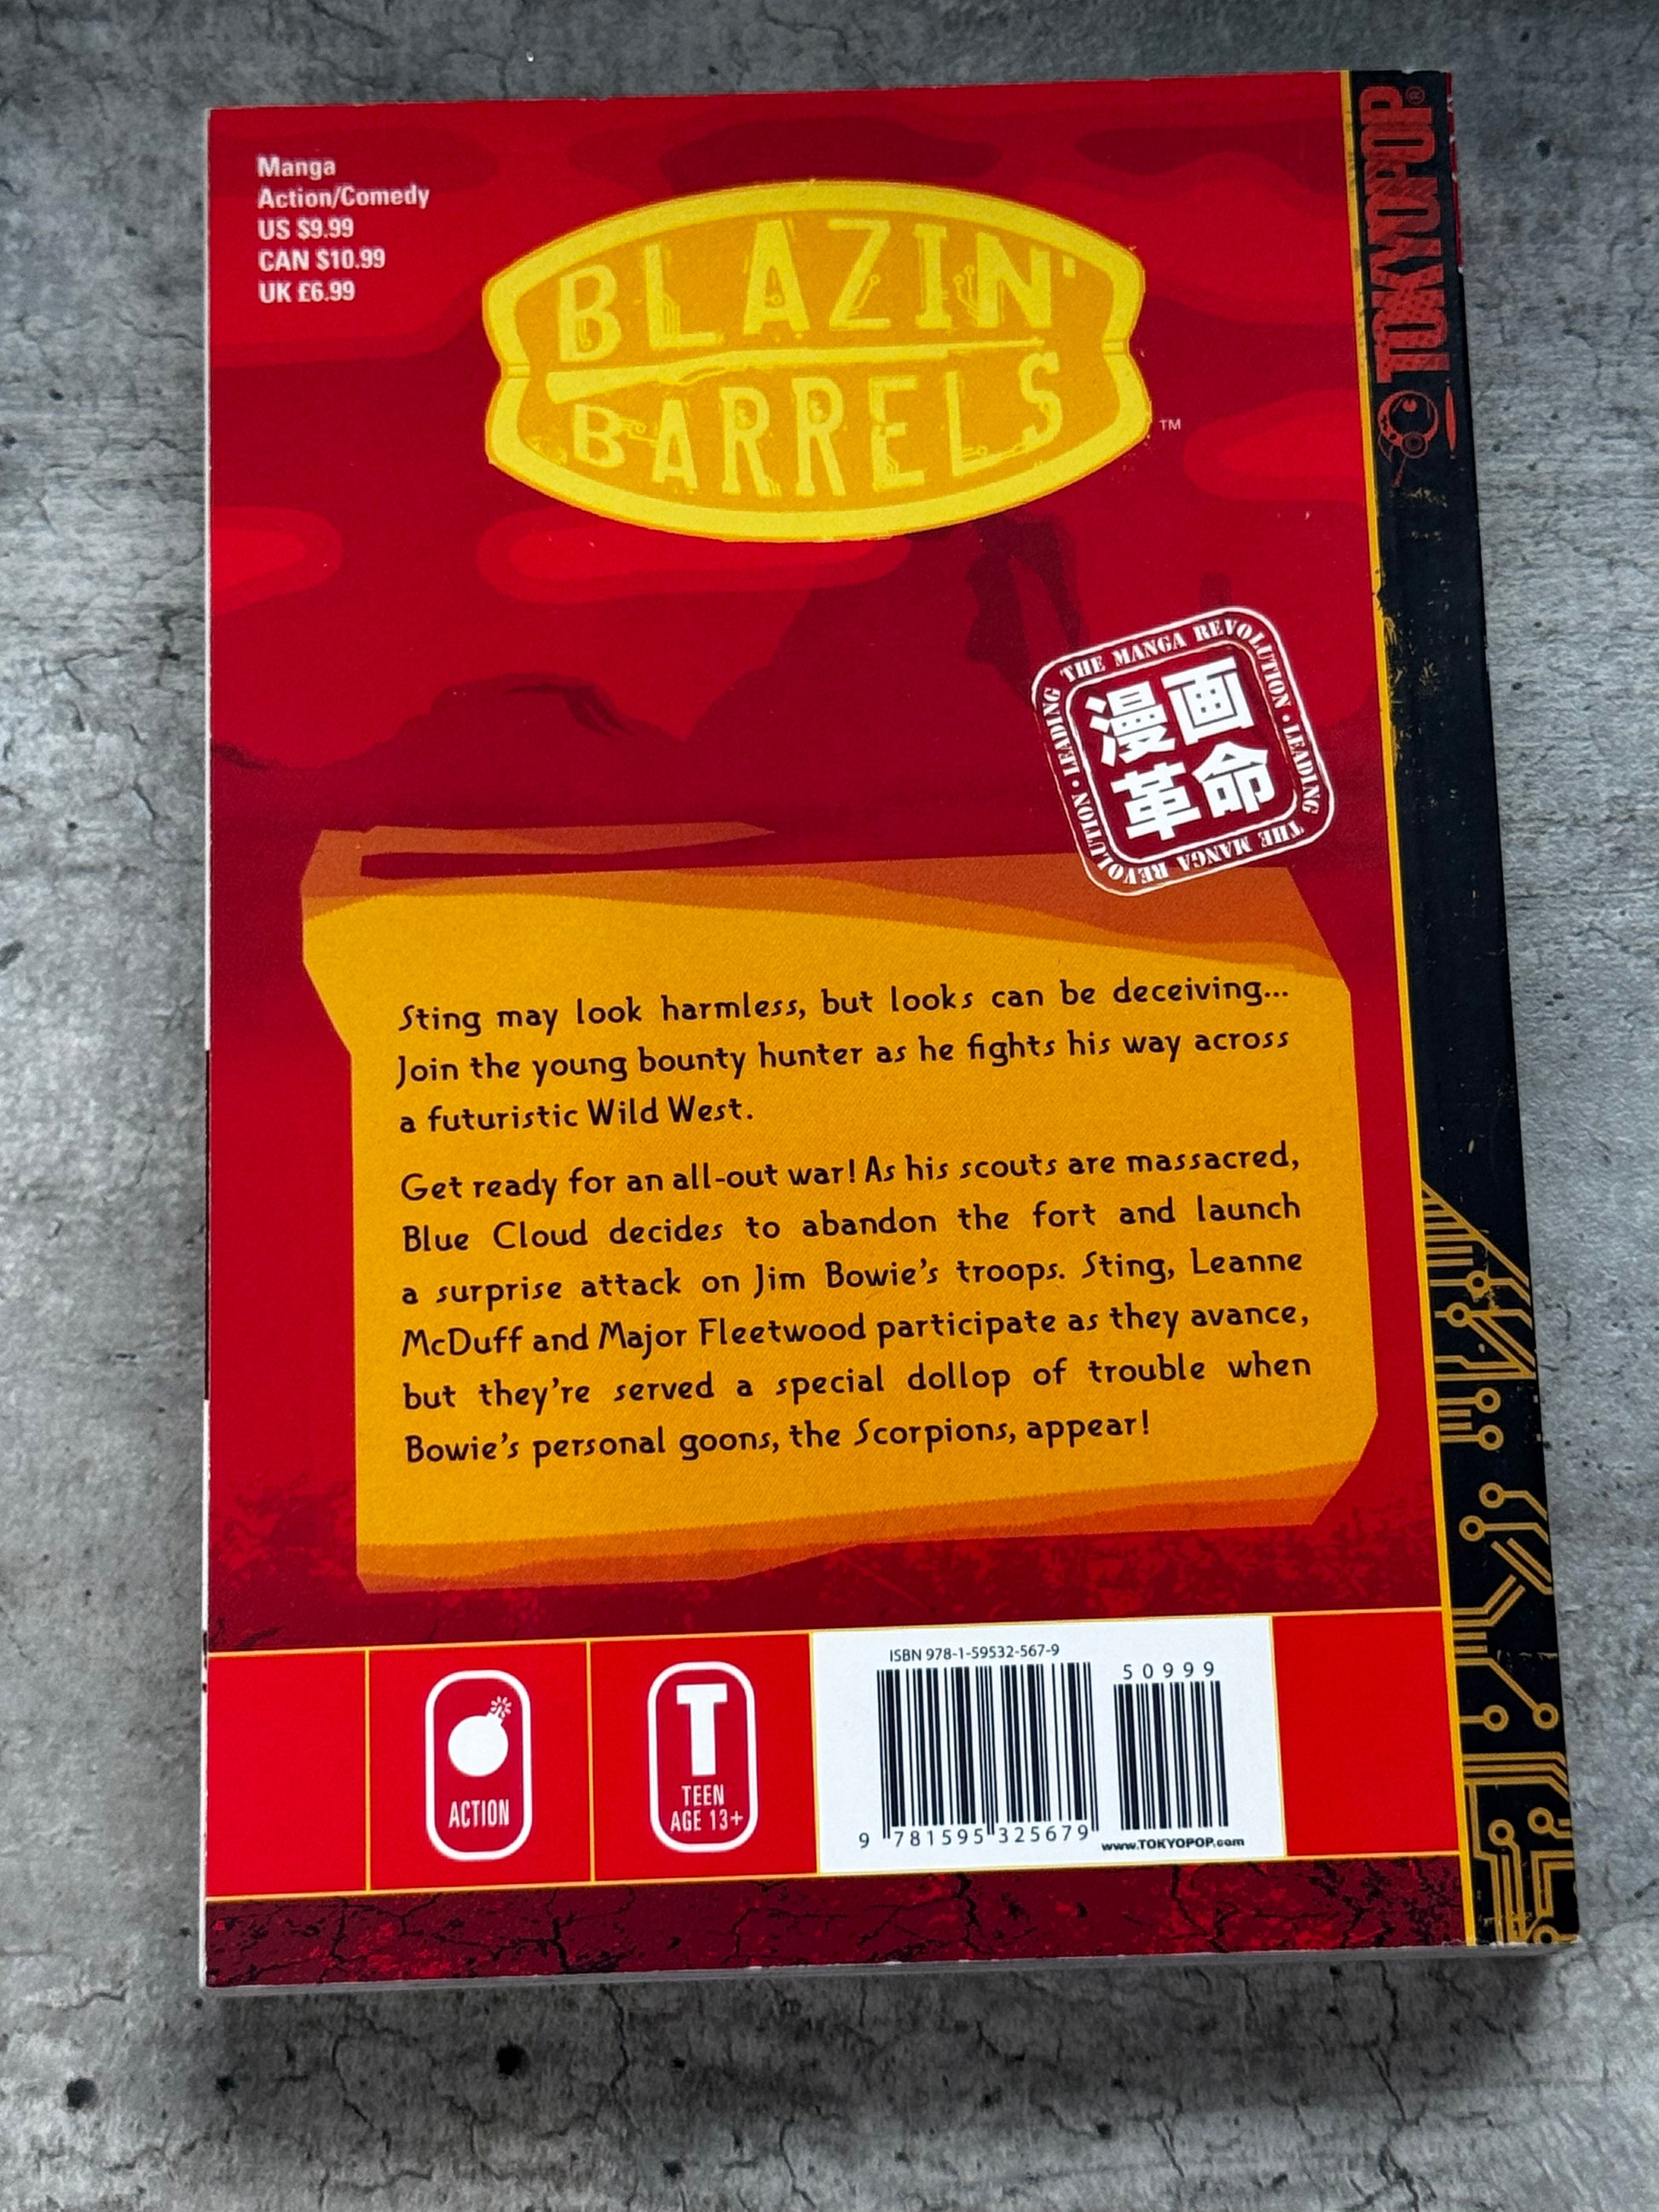 Manga
Action/Comedy
US $9.99
CAN $10.99
UK £6.99
BLAZIN'
BARRELS
TM
TOKYOPOP®
LEADING THE MANGA REVOLUTION • LEADING THE MANGA REVOLUTION •
漫画
革命
Sting may look harmless, but looks can be deceiving...
Join the young bounty hunter as he fights his way across
a futuristic Wild West.
Get ready for an all-out war! As his scouts are massacred,
Blue Cloud decides to abandon the fort and launch
a surprise attack on Jim Bowie's troops. Sting, Leanne
McDuff and Major Fleetwood participate as they avance,
but they're served a special dollop of trouble when
Bowie's personal goons, the Scorpions, appear!
ACTION
T
TEEN
AGE 13+
ISBN 978-1-59532-567-9
50999
9 781595 325679
www.TOKYOPOP.com